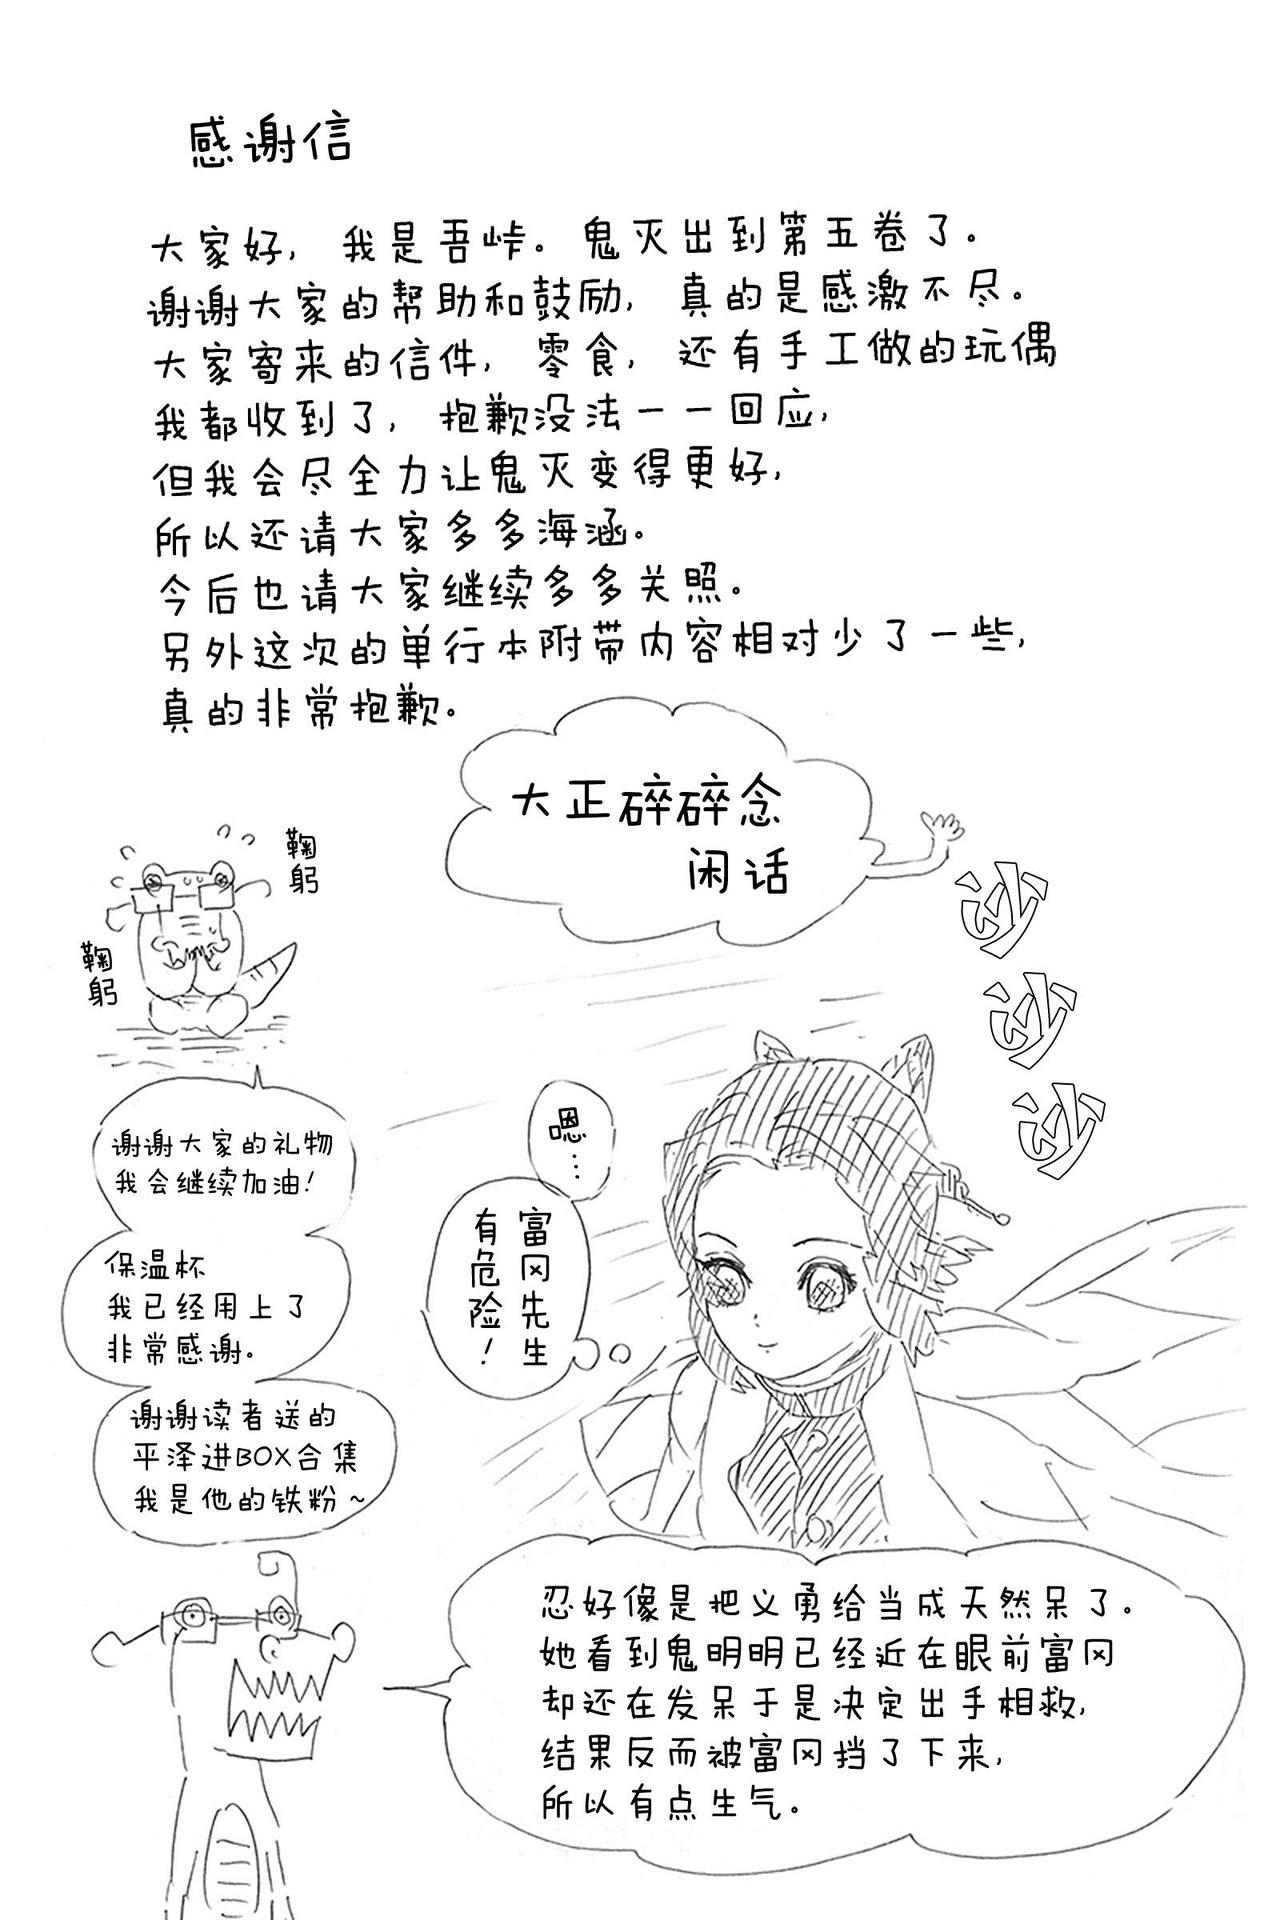 感谢信
大家好，我是吾峠。鬼灭出到第五卷了。
谢谢大家的帮助和鼓励，真的是感激不尽。
大家寄来的信件，零食，还有手工做的玩偶
我都收到了，抱歉没法一一回应，
但我会尽全力让鬼灭变得更好，
所以还请大家多多海涵。
今后也请大家继续多多关照。
另外这次的单行本附带内容相对少了一些，
真的非常抱歉。
大正碎碎念
闲话
鞠躬
鞠躬
沙
沙
沙
谢谢大家的礼物
我会继续加油！
保温杯
我已经用上了
非常感谢。
谢谢读者送的
平泽进BOX合集
我是他的铁粉~
嗯…
富冈先生
有危险！
忍好像是把义勇给当成天然呆了。
她看到鬼明明已经近在眼前富冈
却还在发呆于是决定出手相救，
结果反而被富冈挡了下来，
所以有点生气。